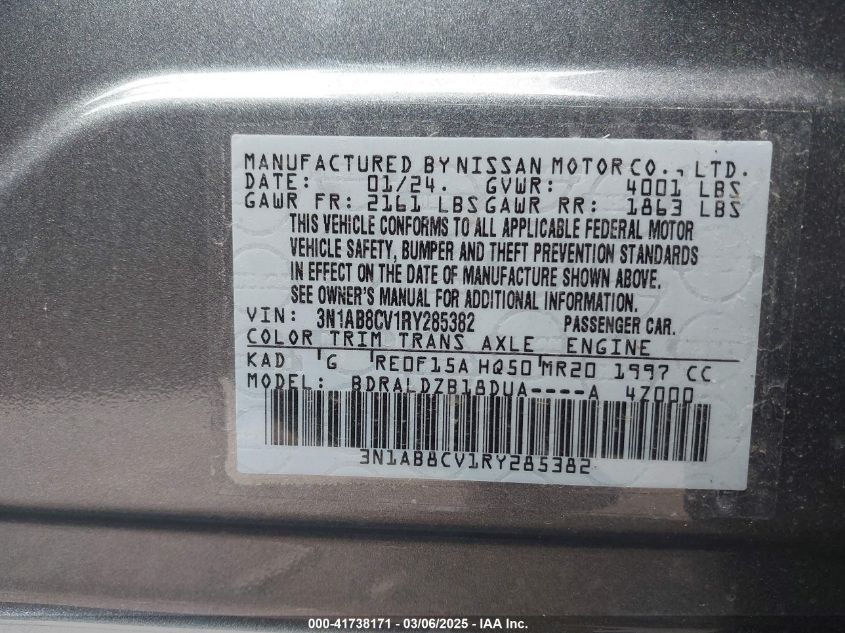 MANUFACTURED BY NISSAN MOTOR CO., LTD.
DATE: 01/24. GVWR: 4001 LBS
GAWR FR: 2161 LBS GAWR RR: 1863 LBS
THIS VEHICLE CONFORMS TO ALL APPLICABLE FEDERAL MOTOR
VEHICLE SAFETY, BUMPER AND THEFT PREVENTION STANDARDS
IN EFFECT ON THE DATE OF MANUFACTURE SHOWN ABOVE.
SEE OWNER'S MANUAL FOR ADDITIONAL INFORMATION.
VIN: 3N1AB8CV1RY285382 PASSENGER CAR.
COLOR TRIM TRANS AXLE ENGINE
KAD G RE0F15A HQ50 MR20 1997 CC
MODEL: BDRALDZB18DUA----A 47000
3N1AB8CV1RY285382
000-41738171 - 03/06/2025 - IAA Inc.